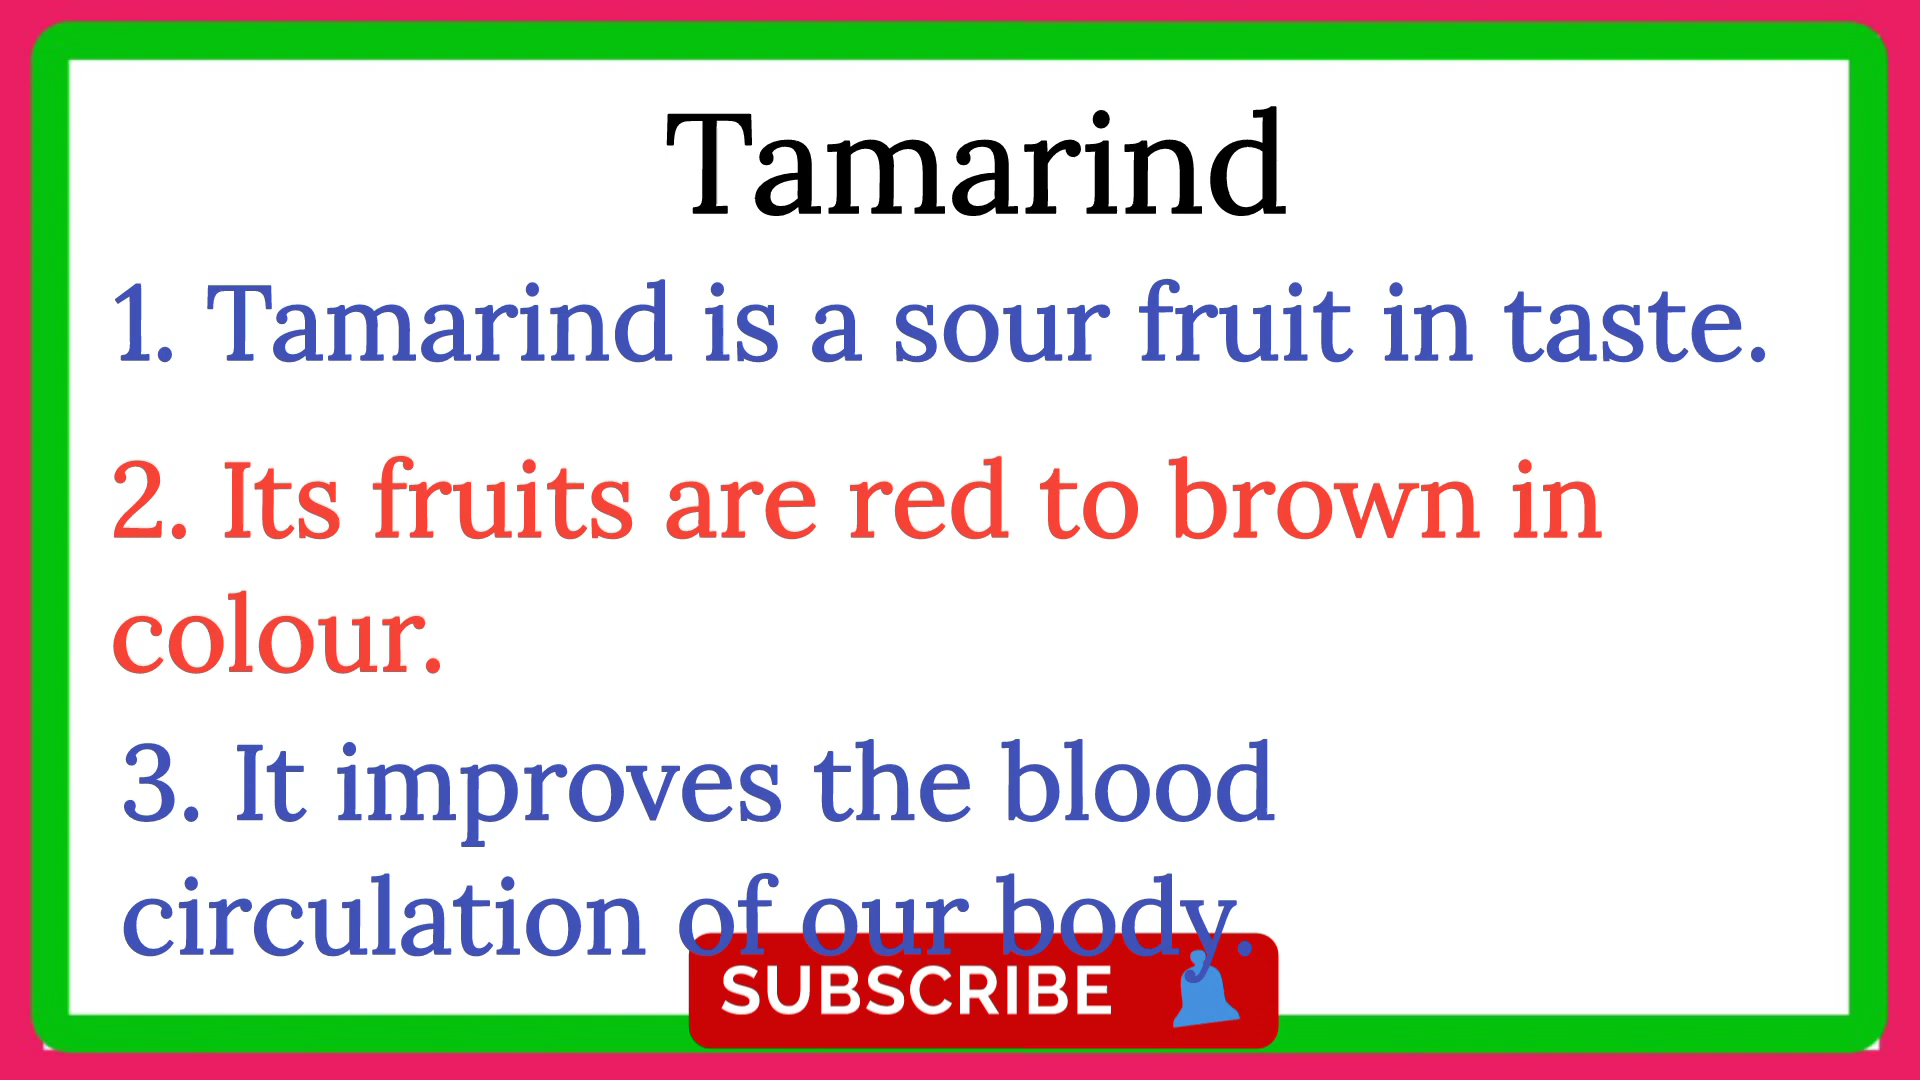 Tamarind
1. Tamarind is a sour fruit in taste.
2. Its fruits are red to brown in
colour.
3. It improves the blood
circulation of our body.
SUBSCRIBE